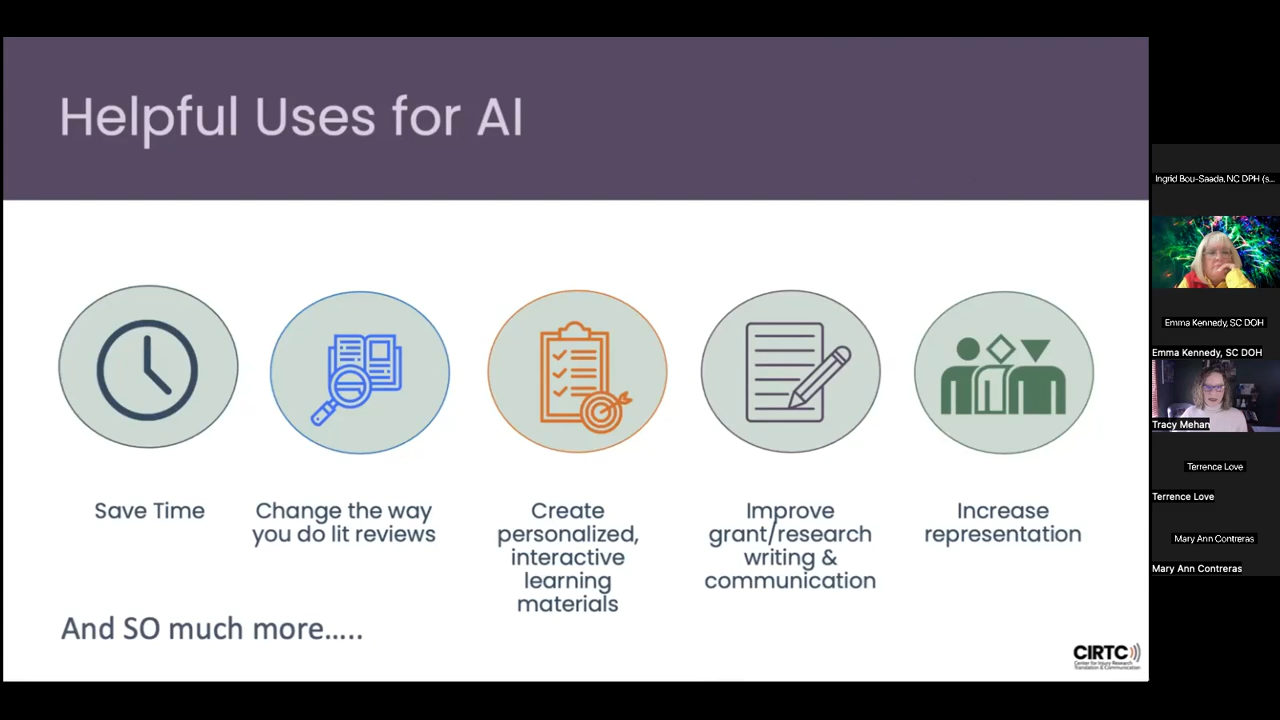 Helpful Uses for AI
Save Time
Change the way
you do lit reviews
Create
personalized,
interactive
learning
materials
Improve
grant/research
writing &
communication
Increase
representation
And SO much more.....
CIRTC
Center for Injury Research
Translation & Communication
Ingrid Bou-Saada, NC DPH (s...
Emma Kennedy, SC DOH
Emma Kennedy, SC DOH
Tracy Mehan
Terrence Love
Terrence Love
Mary Ann Contreras
Mary Ann Contreras